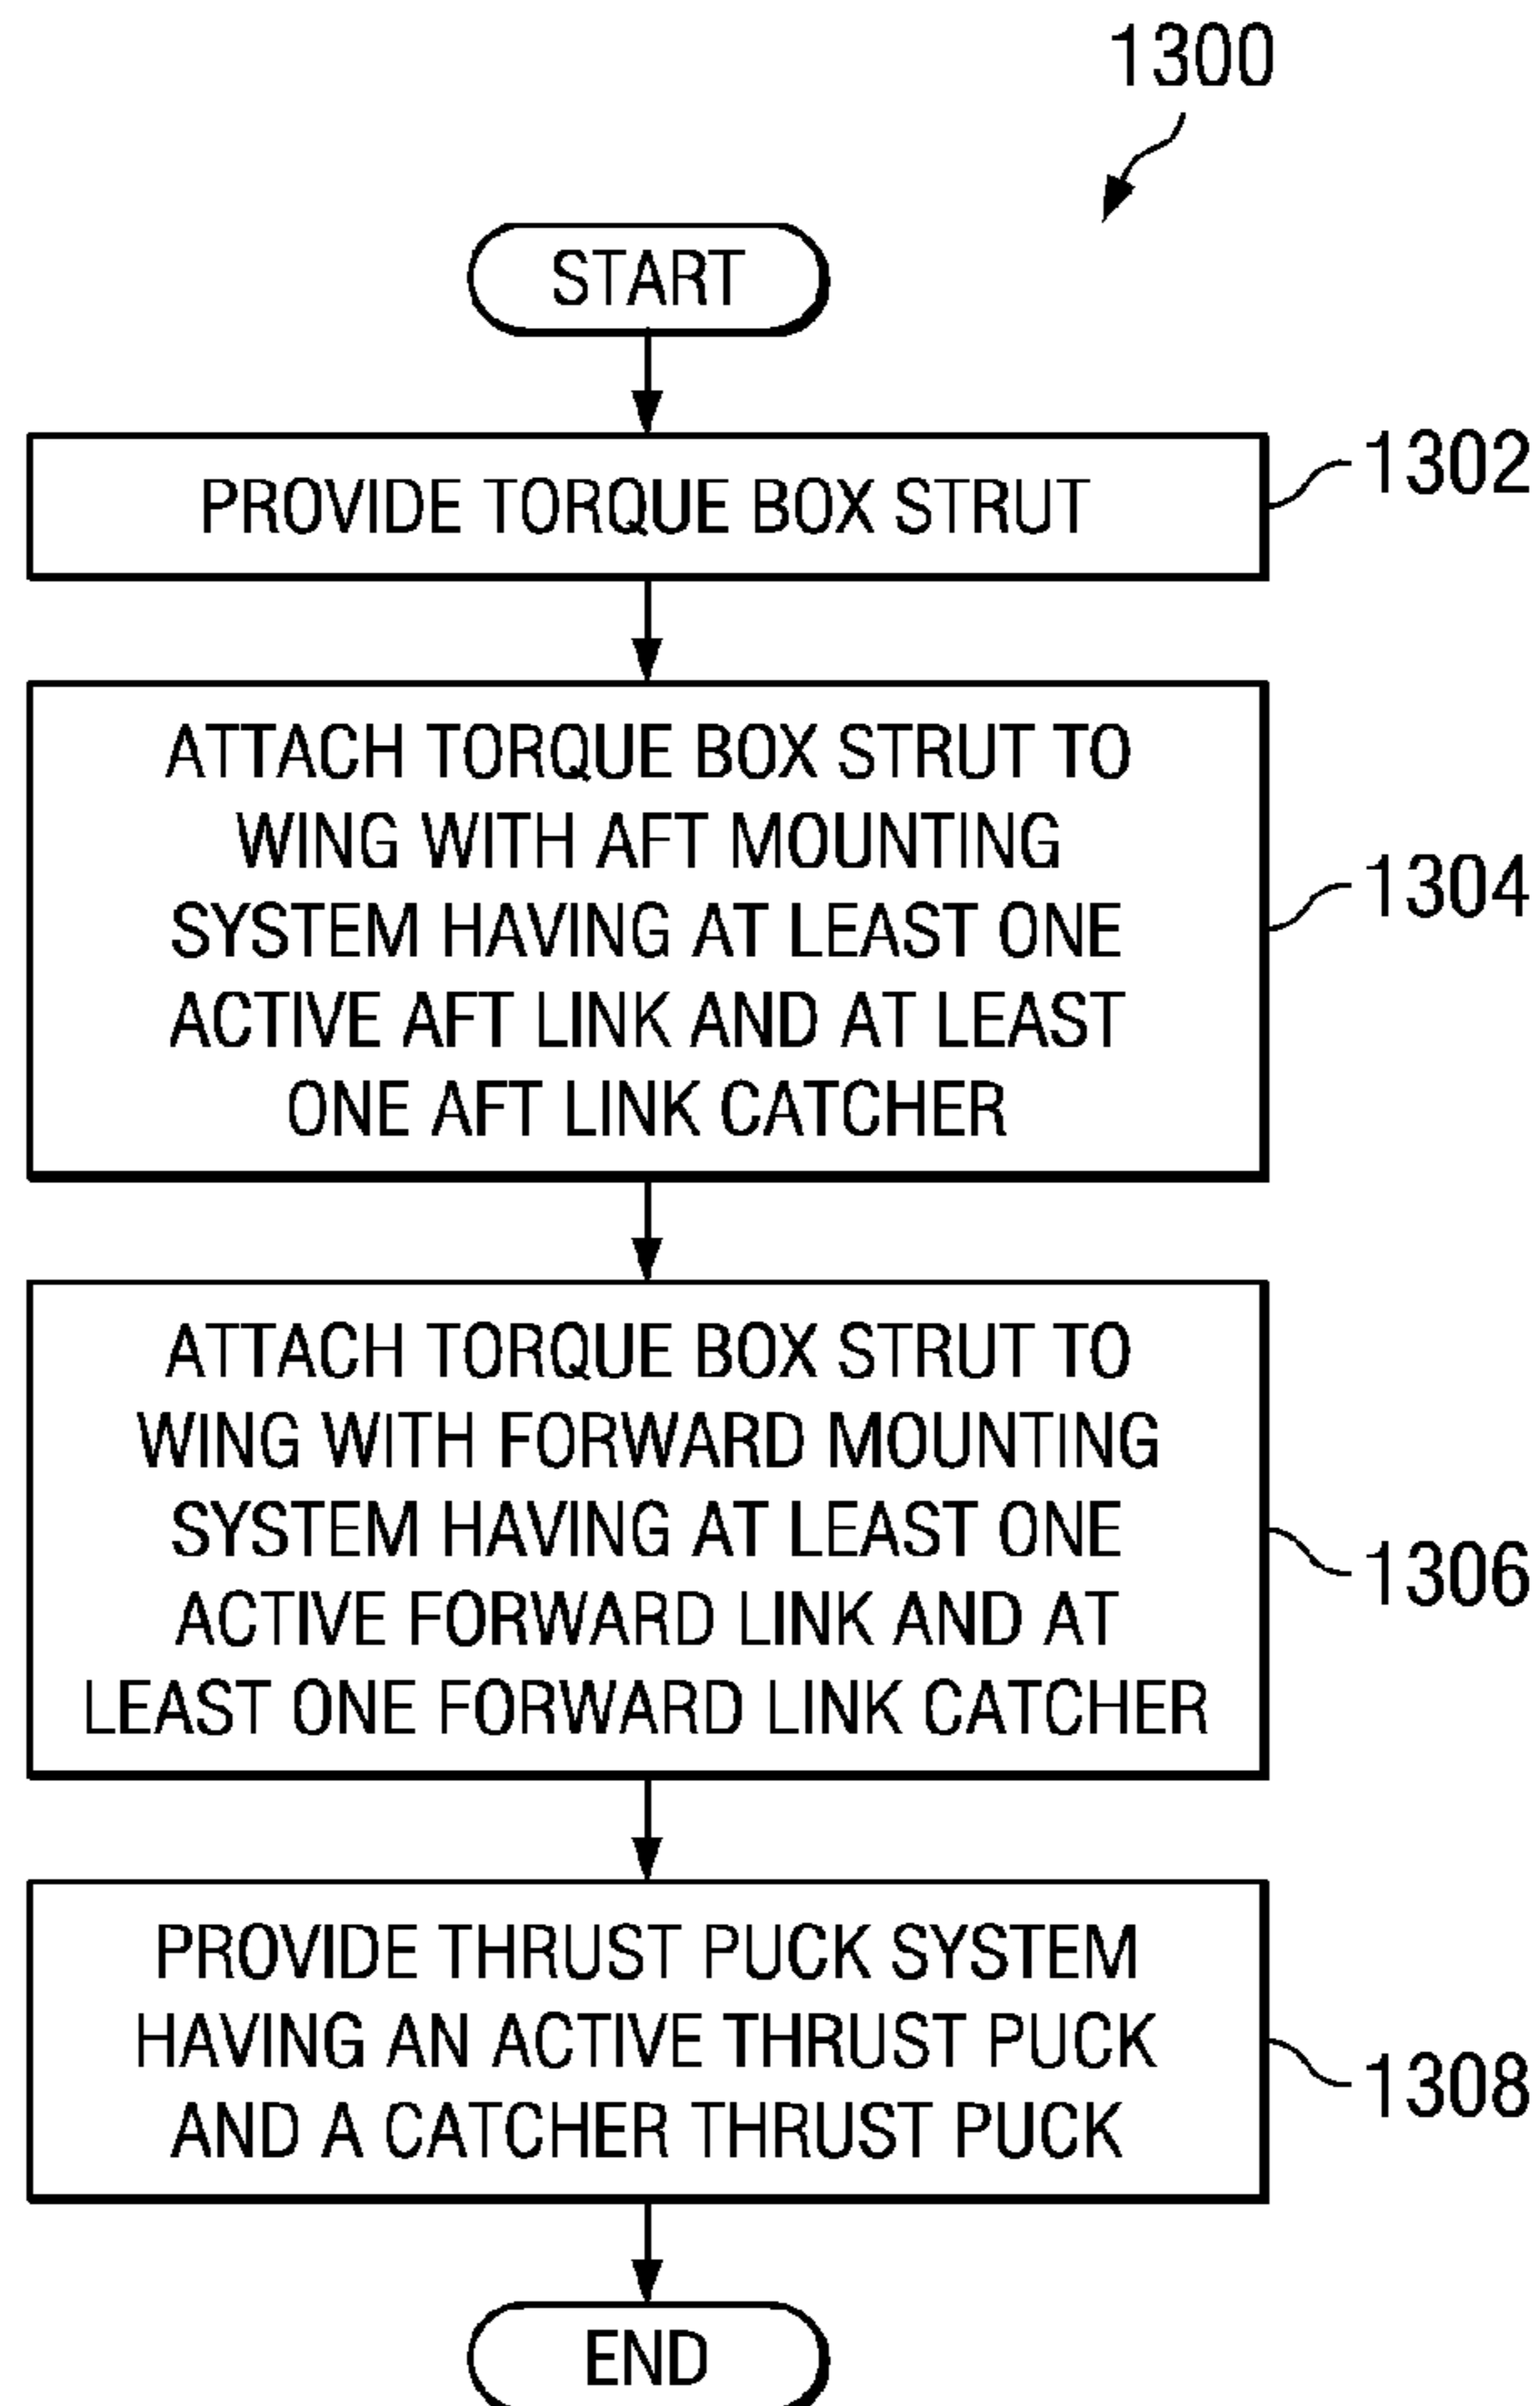 1300
START
PROVIDE TORQUE BOX STRUT
1302
ATTACH TORQUE BOX STRUT TO
WING WITH AFT MOUNTING
SYSTEM HAVING AT LEAST ONE
ACTIVE AFT LINK AND AT LEAST
ONE AFT LINK CATCHER
1304
ATTACH TORQUE BOX STRUT TO
WING WITH FORWARD MOUNTING
SYSTEM HAVING AT LEAST ONE
ACTIVE FORWARD LINK AND AT
LEAST ONE FORWARD LINK CATCHER
1306
PROVIDE THRUST PUCK SYSTEM
HAVING AN ACTIVE THRUST PUCK
AND A CATCHER THRUST PUCK
1308
END